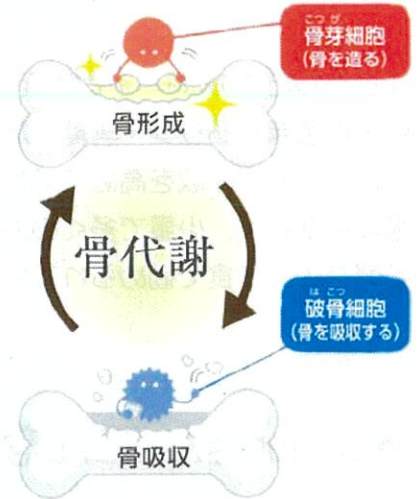 こつ が
骨芽細胞
(骨を造る)
骨形成
骨代謝
は こつ
破骨細胞
(骨を吸収する)
骨吸収